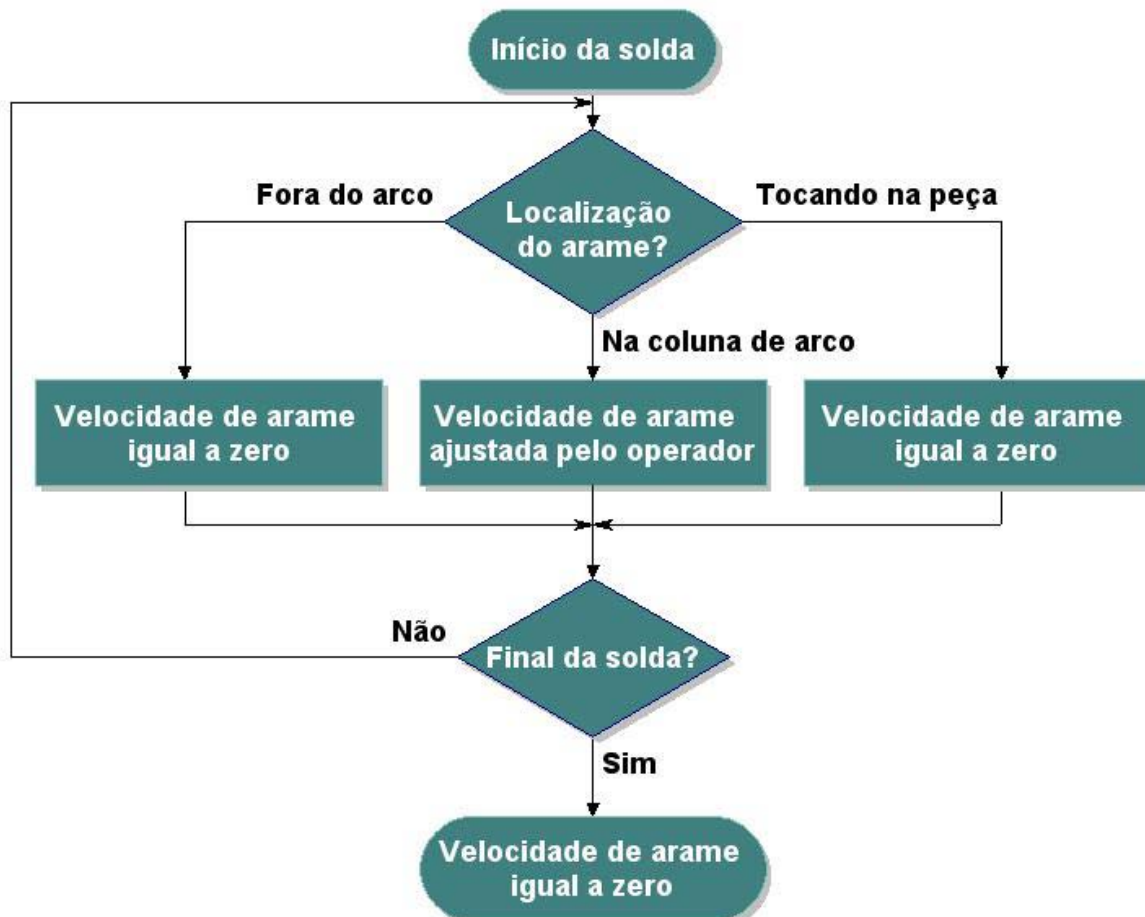 Início da solda
Fora do arco
Tocando na peça
Localização
do arame?
Na coluna de arco
Velocidade de arame
igual a zero
Velocidade de arame
ajustada pelo operador
Velocidade de arame
igual a zero
Não
Final da solda?
Sim
Velocidade de arame
igual a zero